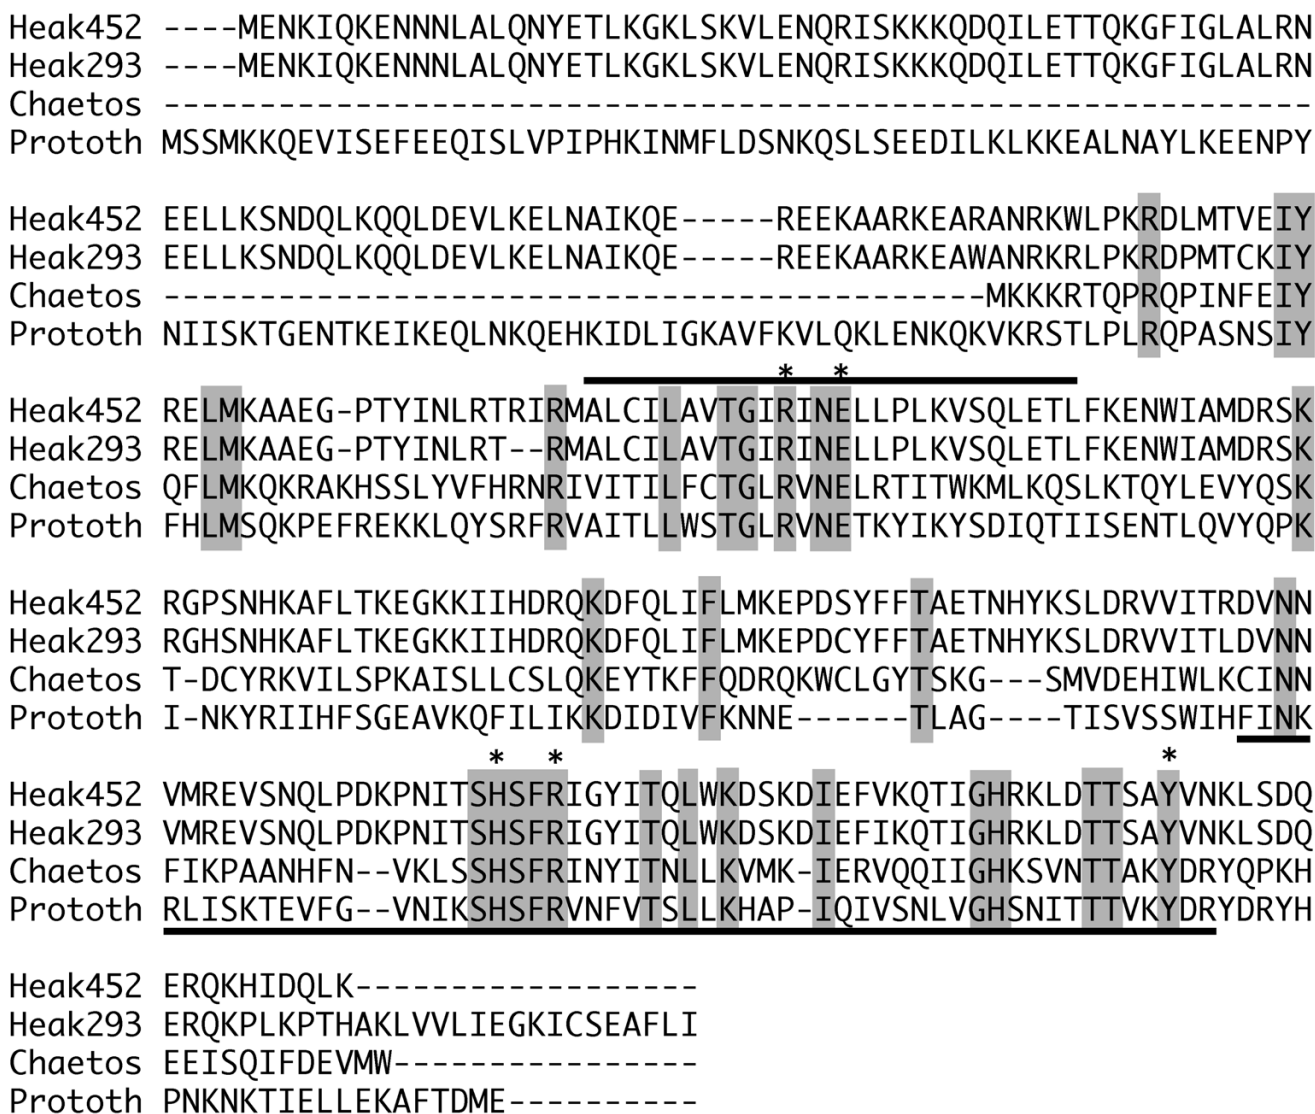 Heak452 ----MENKIQKENNNLALQNYETLKGKLSKVLENQRISKKKQDQILETTQKGFIGLALRN
Heak293 ----MENKIQKENNNLALQNYETLKGKLSKVLENQRISKKKQDQILETTQKGFIGLALRN
Chaetos ------------------------------------------------------------
Prototh MSSMKKQEVISEFEEQISLVPIPHKINMFLDSNKQSLSEEDILKLKKEALNAYLKEENPY
Heak452 EELLKSNDQLKQQLDEVLKELNAIKQE-----REEKAARKEARANRKWLPKRDLMTVEIY
Heak293 EELLKSNDQLKQQLDEVLKELNAIKQE-----REEKAARKEAWANRKRLPKRDPMTCKIY
Chaetos -------------------------------------------MKKKRTQPRQPINFEIY
Prototh NIISKTGENTKEIKEQLNKQEHKIDLIGKAVFKVLQKLENKQKVKRSTLPLRQPASNSIY
* *
Heak452 RELMKAAEG-PTYINLRTRIRMALCILAVTGIRINELLPLKVSQLETLFKENWIAMDRSK
Heak293 RELMKAAEG-PTYINLRT--RMALCILAVTGIRINELLPLKVSQLETLFKENWIAMDRSK
Chaetos QFLMKQKRAKHSSLYVFHRNRIVITILFCTGLRVNELRTITWKMLKQSLKTQYLEVYQSK
Prototh FHLMSQKPEFREKKLQYSRFRVAITLLWSTGLRVNETKYIKYSDIQTIISENTLQVYQPK
Heak452 RGPSNHKAFLTKEGKKIIHDRQKDFQLIFLMKEPDSYFFTAETNHYKSLDRVVITRDVNN
Heak293 RGHSNHKAFLTKEGKKIIHDRQKDFQLIFLMKEPDCYFFTAETNHYKSLDRVVITLDVNN
Chaetos T-DCYRKVILSPKAISLLCSLQKEYTKFFQDRQKWCLGYTSKG---SMVDEHIWLKCINN
Prototh I-NKYRIIHFSGEAVKQFILIKKDIDIVFKNNE------TLAG----TISVSSWIHFINK
* * *
Heak452 VMREVSNQLPDKPNITSHSFRIGYITQLWKDSKDIEFVKQTIGHRKLDTTSAYVNKLSDQ
Heak293 VMREVSNQLPDKPNITSHSFRIGYITQLWKDSKDIEFIKQTIGHRKLDTTSAYVNKLSDQ
Chaetos FIKPAANHFN--VKLSSHSFRINYITNLLKVMK-IERVQQIIGHKSVNTTAKYDRYQPKH
Prototh RLISKTEVFG--VNIKSHSFRVNFVTSLLKHAP-IQIVSNLVGHSNITTTVKYDRYDRYH
Heak452 ERQKHIDQLK------------------
Heak293 ERQKPLKPTHAKLVVLIEGKICSEAFLI
Chaetos EEISQIFDEVMW----------------
Prototh PNKNKTIELLEKAFTDME----------